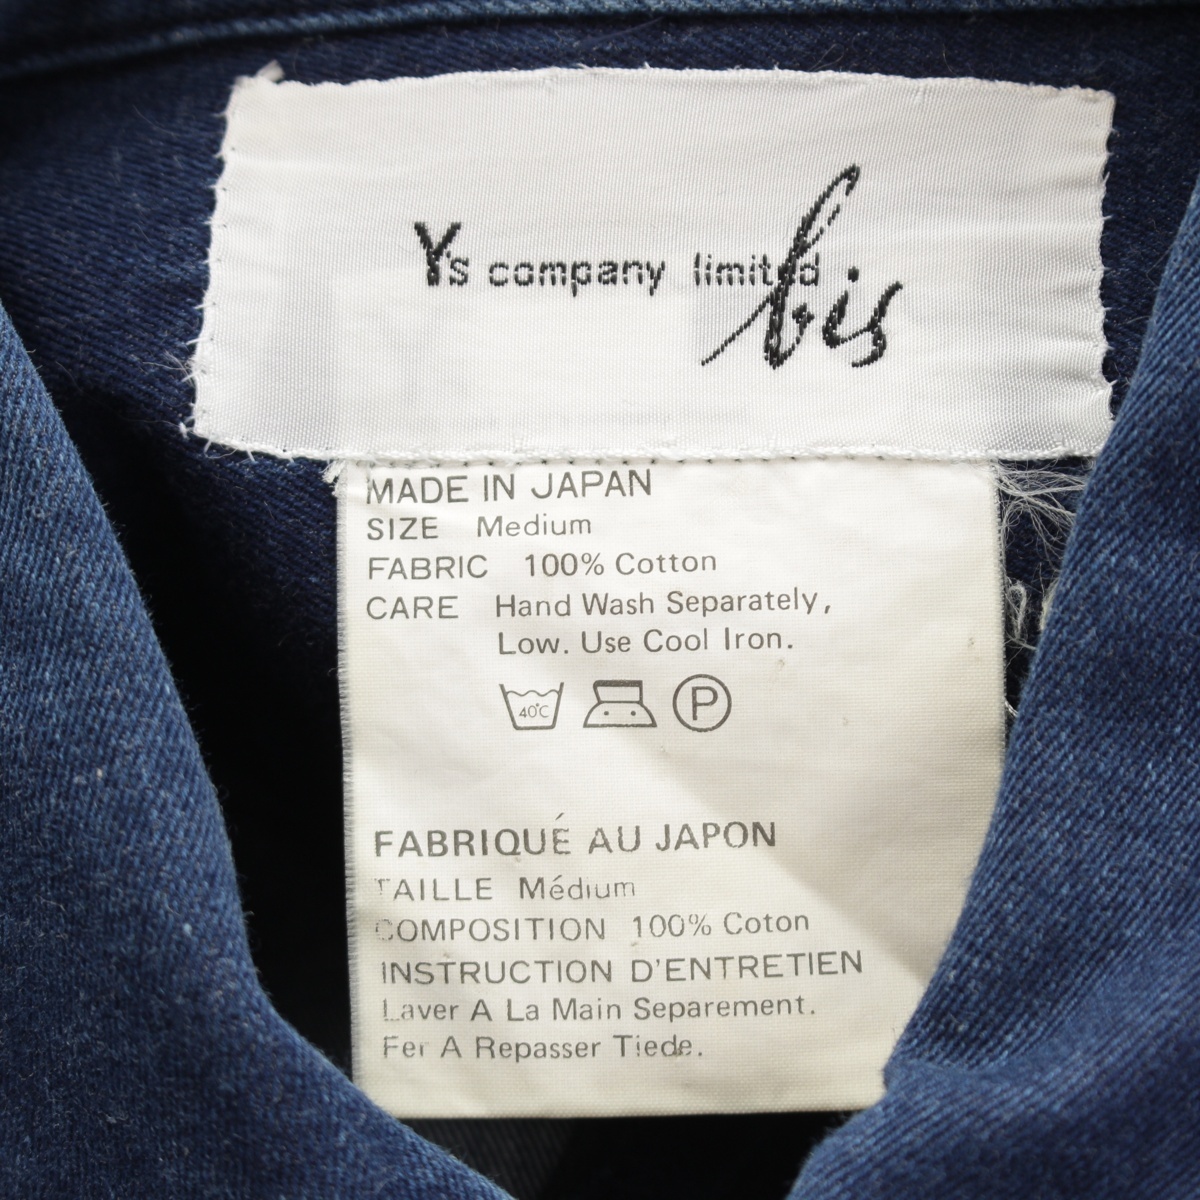 Y's company limited
bis
MADE IN JAPAN
SIZE Medium
FABRIC 100% Cotton
CARE Hand Wash Separately,
Low. Use Cool Iron.
40°C P
FABRIQUÉ AU JAPON
TAILLE Médium
COMPOSITION 100% Coton
INSTRUCTION D'ENTRETIEN
Laver A La Main Separement.
Fer A Repasser Tiede.